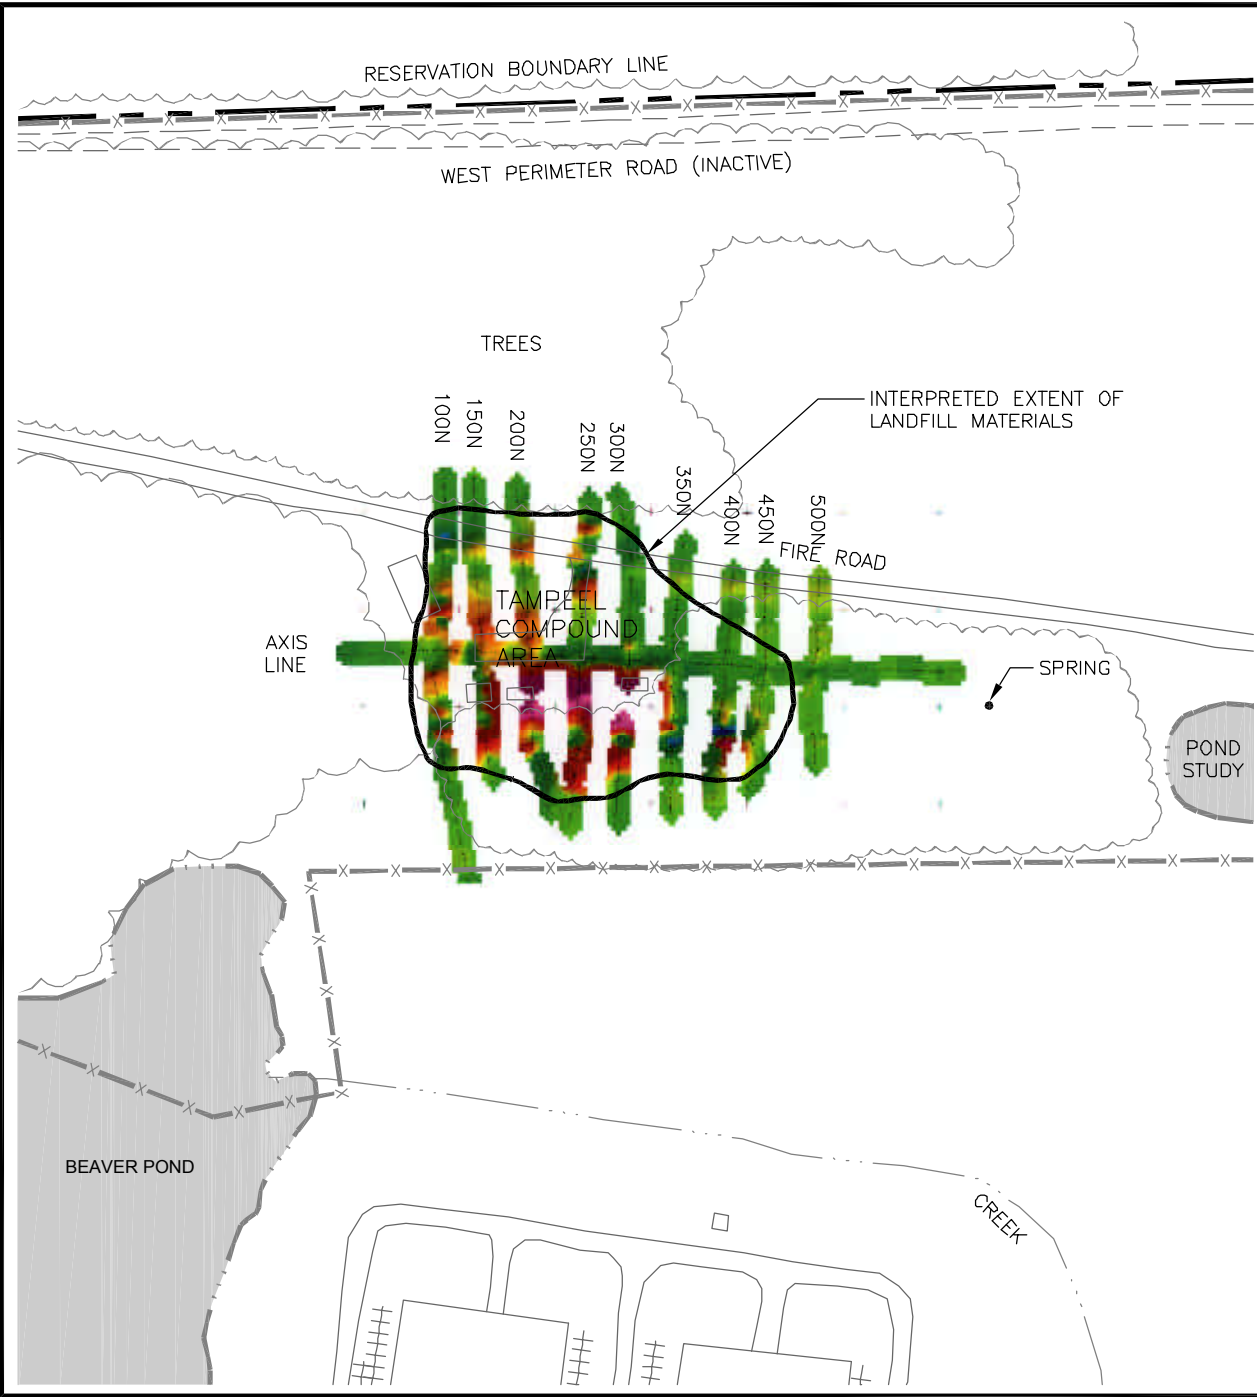 RESERVATION BOUNDARY LINE
WEST PERIMETER ROAD (INACTIVE)
TREES
INTERPRETED EXTENT OF
LANDFILL MATERIALS
100N
150N
200N
250N
300N
350N
400N
450N
500N
FIRE ROAD
TAMPEEL
COMPOUND
AREA
AXIS
LINE
SPRING
POND
STUDY
BEAVER POND
CREEK